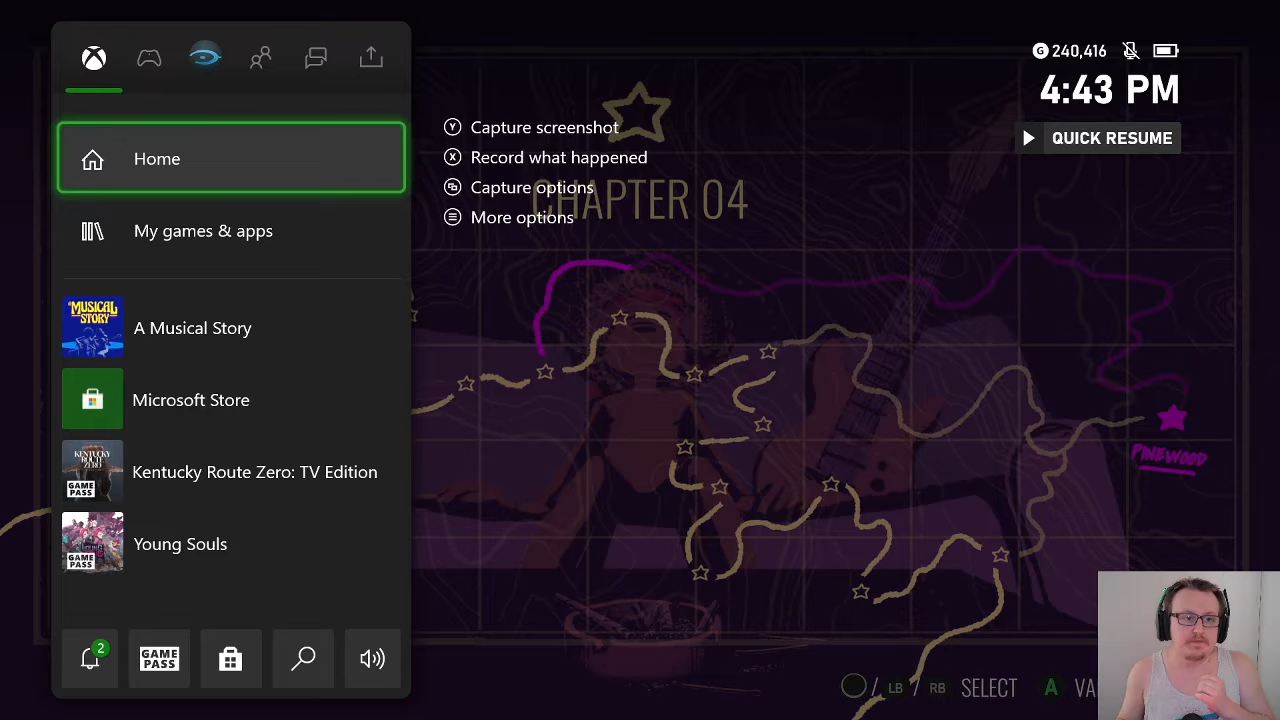 G 240,416
4:43 PM
QUICK RESUME
Home
My games & apps
A MUSICAL STORY
A Musical Story
Microsoft Store
KENTUCKY ROUTE ZERO
GAME PASS
Kentucky Route Zero: TV Edition
GAME PASS
Young Souls
2
GAME PASS
Y Capture screenshot
X Record what happened
Capture options
More options
CHAPTER 04
PINEWOOD
/ LB / RB SELECT A VA